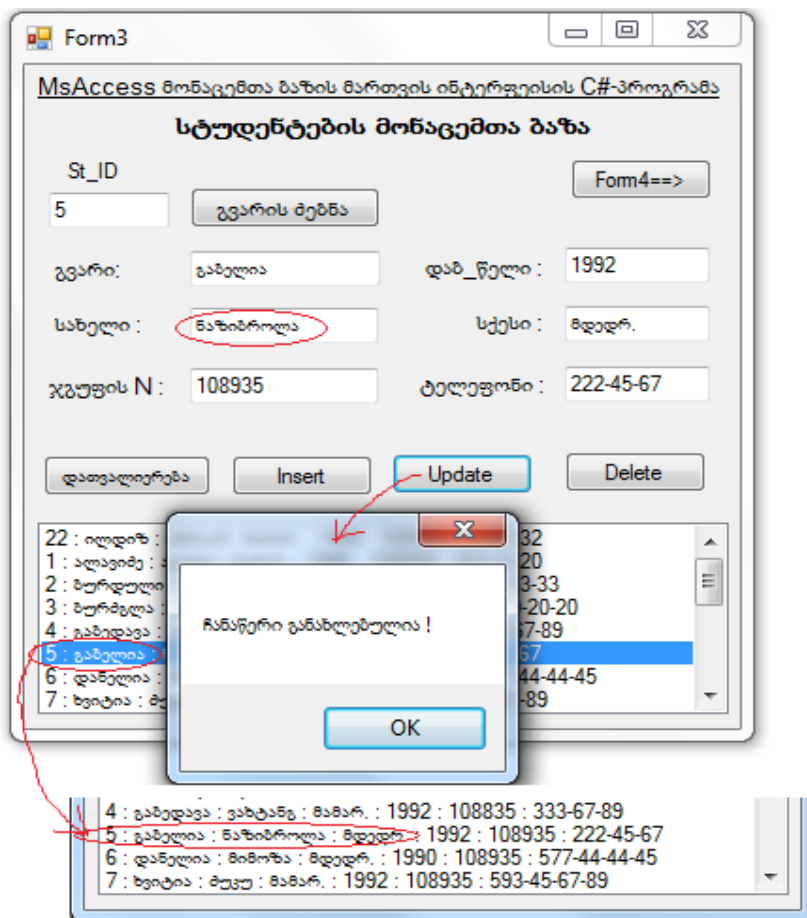 Form3
MsAccess მონაცემთა ბაზის მართვის ინტერფეისის C#-პროგრამა
სტუდენტების მონაცემთა ბაზა
St_ID
Form4==>
5 გვარის ძებნა
გვარი: გაბელია დაბ_წელი : 1992
სახელი : ნაზიბროლა სქესი : მდედრ.
ჯგუფის N : 108935 ტელეფონი : 222-45-67
დათვალიერება Insert Update Delete
22 : ილდიზ : 32
1 : ალავიძე : 20
2 : ბურდული 3-33
3 : ბურძგლა : -20-20
4 : გაბედავა : 67-89
5 : გაბელია : 67
6 : დანელია : 44-44-45
7 : ხვიტია : -89
ჩანაწერი განახლებულია !
OK
4 : გაბედავა : ვახტანგ : მამარ. : 1992 : 108835 : 333-67-89
5 : გაბელია : ნაზიბროლა : მდედრ. : 1992 : 108935 : 222-45-67
6 : დანელია : მიმოზა : მდედრ. : 1990 : 108935 : 577-44-44-45
7 : ხვიტია : ძუკუ : მამარ. : 1992 : 108935 : 593-45-67-89